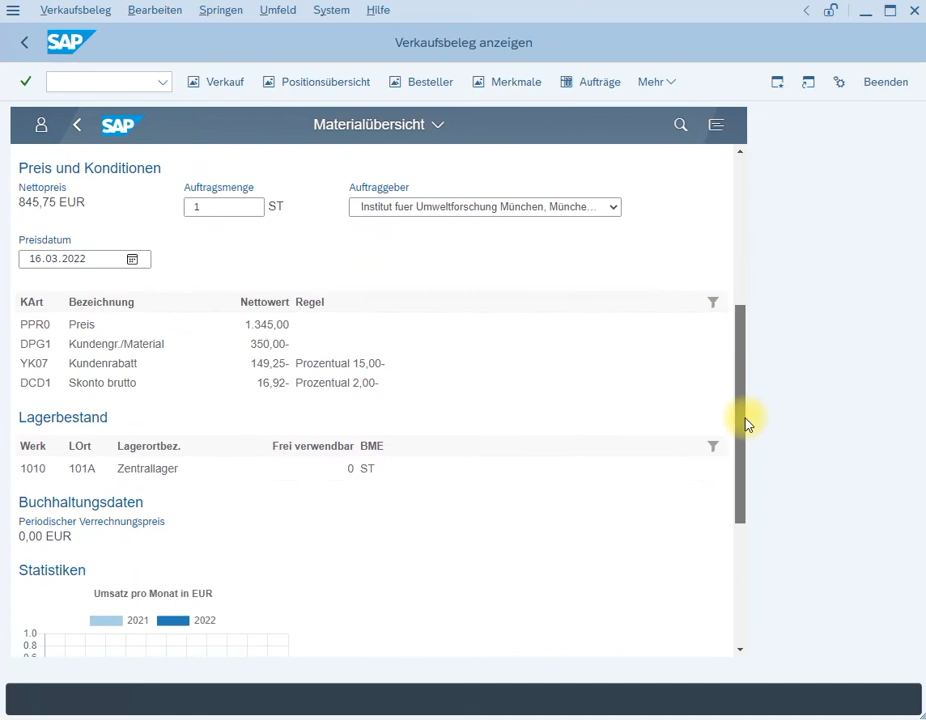 Verkaufsbeleg Bearbeiten Springen Umfeld System Hilfe
SAP Verkaufsbeleg anzeigen
Verkauf Positionsübersicht Besteller Merkmale Aufträge Mehr Beenden
SAP Materialübersicht
Preis und Konditionen
Nettopreis Auftragsmenge Auftraggeber
845,75 EUR 1 ST Institut fuer Umweltforschung München, Münche...
Preisdatum
16.03.2022
KArt Bezeichnung Nettowert Regel
PPR0 Preis 1.345,00
DPG1 Kundengr./Material 350,00-
YK07 Kundenrabatt 149,25- Prozentual 15,00-
DCD1 Skonto brutto 16,92- Prozentual 2,00-
Lagerbestand
Werk LOrt Lagerortbez. Frei verwendbar BME
1010 101A Zentrallager 0 ST
Buchhaltungsdaten
Periodischer Verrechnungspreis
0,00 EUR
Statistiken
Umsatz pro Monat in EUR
2021 2022
1.0
0.8